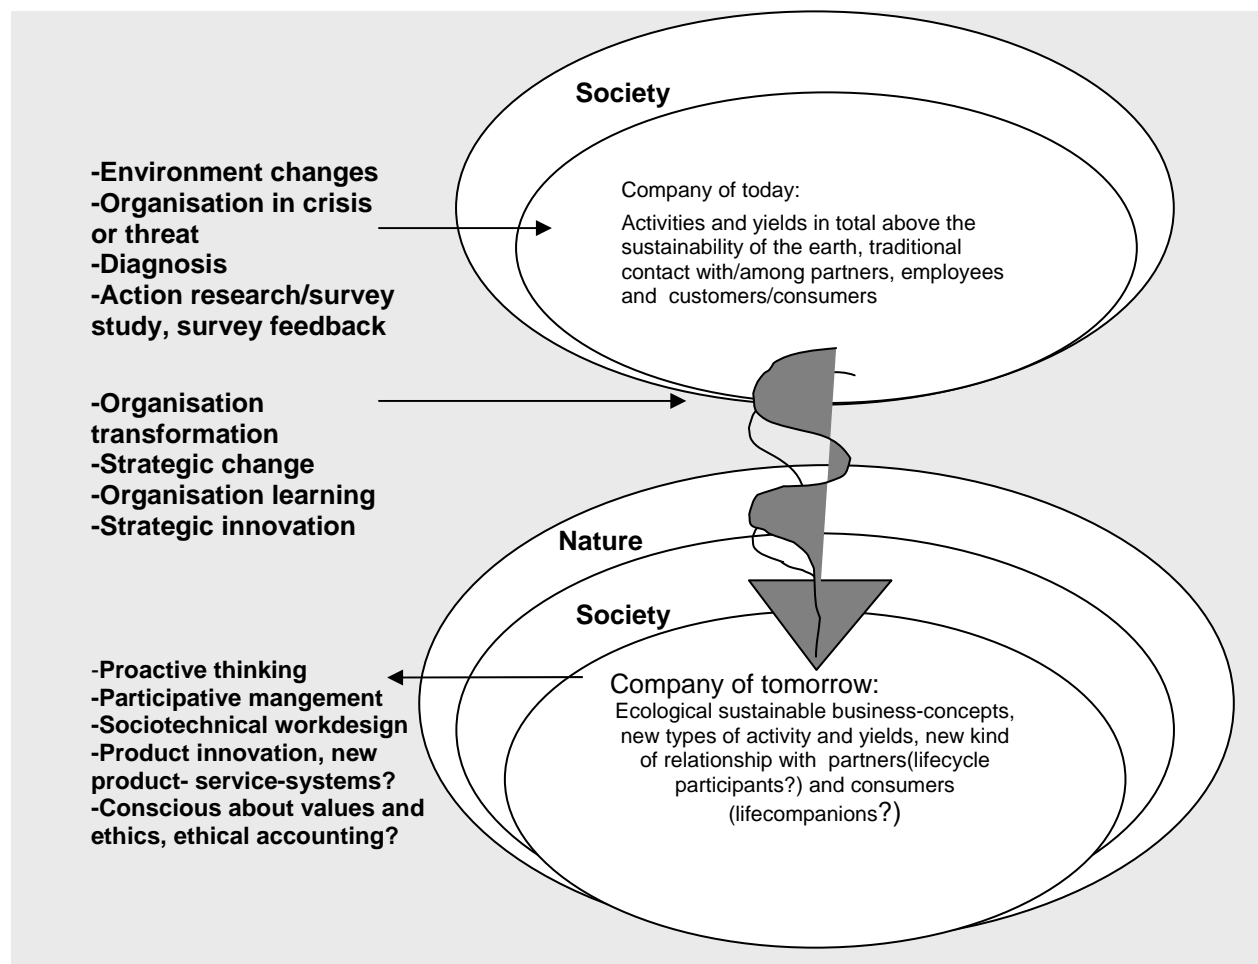 Society
-Environment changes
-Organisation in crisis
or threat
-Diagnosis
-Action research/survey
study, survey feedback
Company of today:
Activities and yields in total above the
sustainability of the earth, traditional
contact with/among partners, employees
and customers/consumers
-Organisation
transformation
-Strategic change
-Organisation learning
-Strategic innovation
Nature
Society
-Proactive thinking
-Participative mangement
-Sociotechnical workdesign
-Product innovation, new
product- service-systems?
-Conscious about values and
ethics, ethical accounting?
Company of tomorrow:
Ecological sustainable business-concepts,
new types of activity and yields, new kind
of relationship with partners(lifecycle
participants?) and consumers
(lifecompanions?)